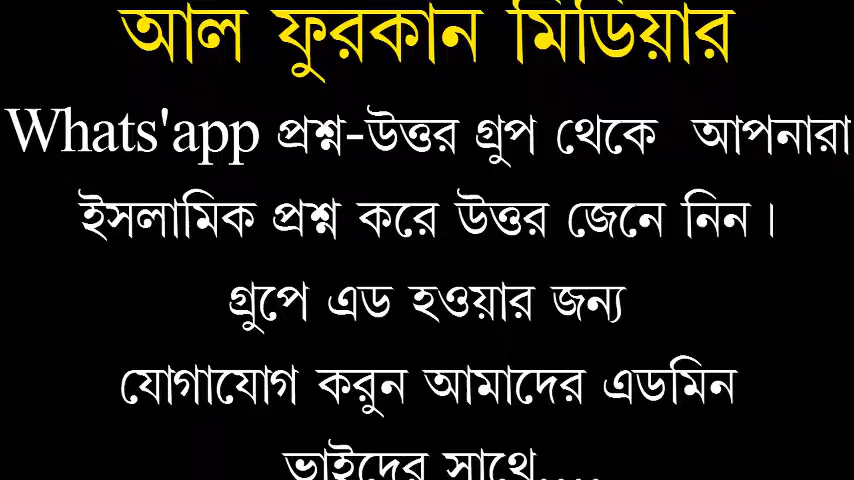 আল ফুরকান মিডিয়ার
Whats'app প্রশ্ন-উত্তর গ্রুপ থেকে আপনারা
ইসলামিক প্রশ্ন করে উত্তর জেনে নিন।
গ্রুপে এড হওয়ার জন্য
যোগাযোগ করুন আমাদের এডমিন
ভাইদের সাথে....